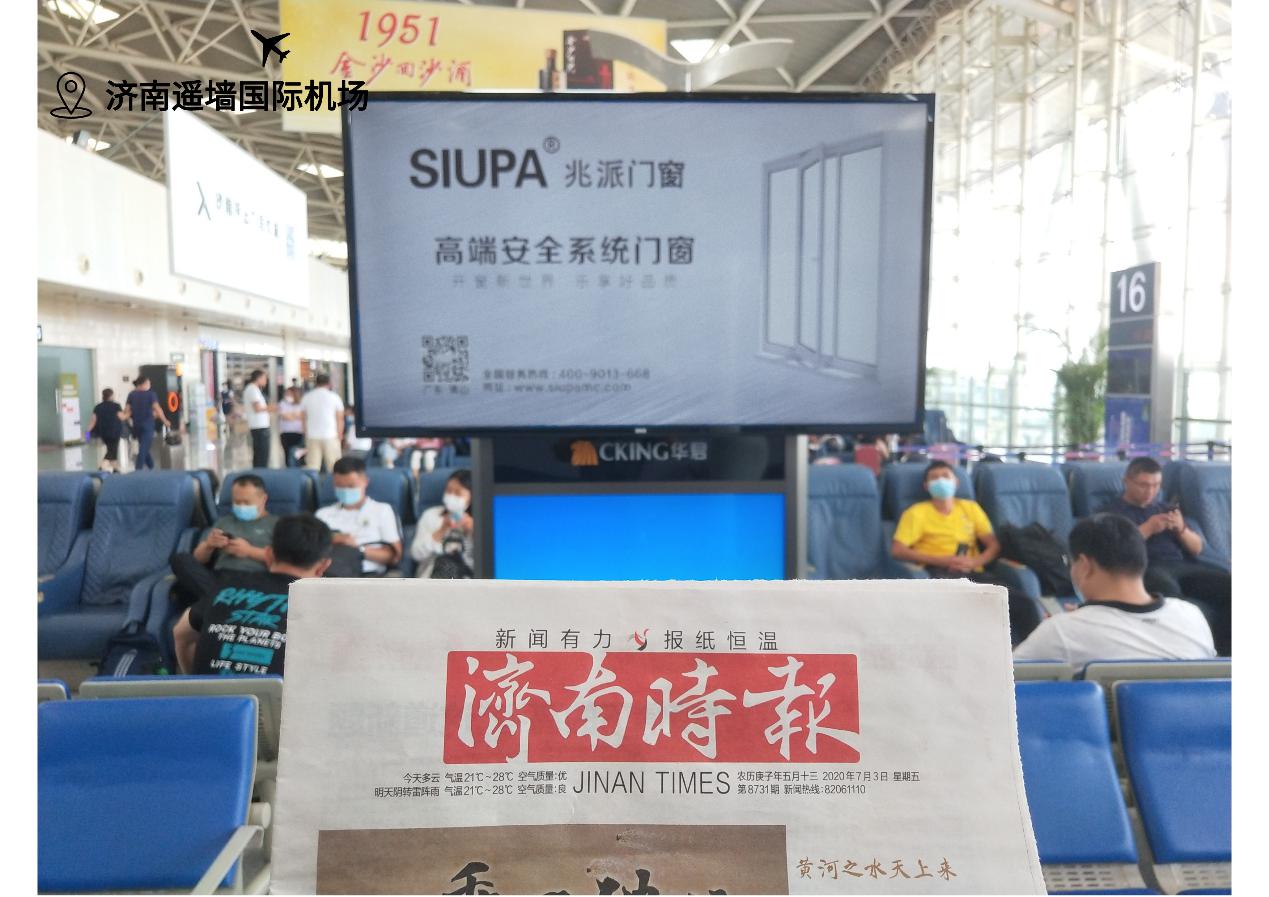 1951
金沙回沙酒
济南遥墙国际机场
SIUPA® 兆派门窗
高端安全系统门窗
开窗新世界 乐享好品质
全国服务热线:400-9013-668
广东·佛山
网址:www.siupamc.com
16
CKING华君
RHYTHM
STAR
ROCK YOUR BO
THE PLANETS
LIFE STYLE
新闻有力 报纸恒温
濟南時報
今天多云 气温21℃~28℃ 空气质量:优
明天阴转雷阵雨 气温21℃~28℃ 空气质量:良
JINAN TIMES
农历庚子年五月十三 2020年7月3日 星期五
第8731期 新闻热线:82061110
黄河之水天上来